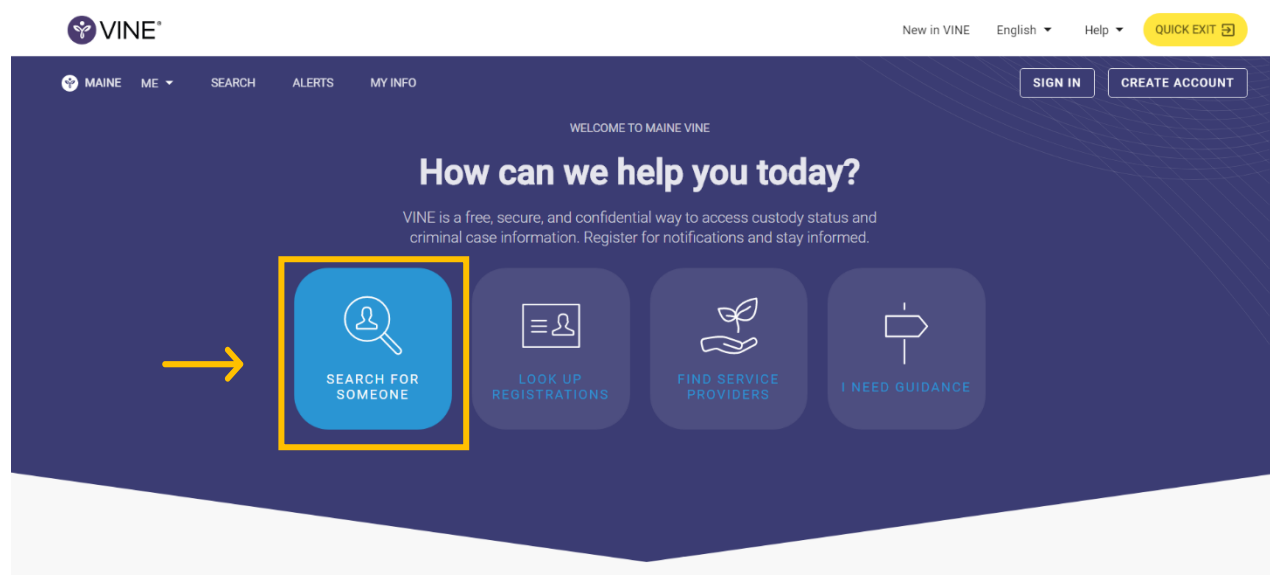 VINE®
New in VINE English Help QUICK EXIT
MAINE ME SEARCH ALERTS MY INFO SIGN IN CREATE ACCOUNT
WELCOME TO MAINE VINE
How can we help you today?
VINE is a free, secure, and confidential way to access custody status and
criminal case information. Register for notifications and stay informed.
SEARCH FOR
SOMEONE
LOOK UP
REGISTRATIONS
FIND SERVICE
PROVIDERS
I NEED GUIDANCE